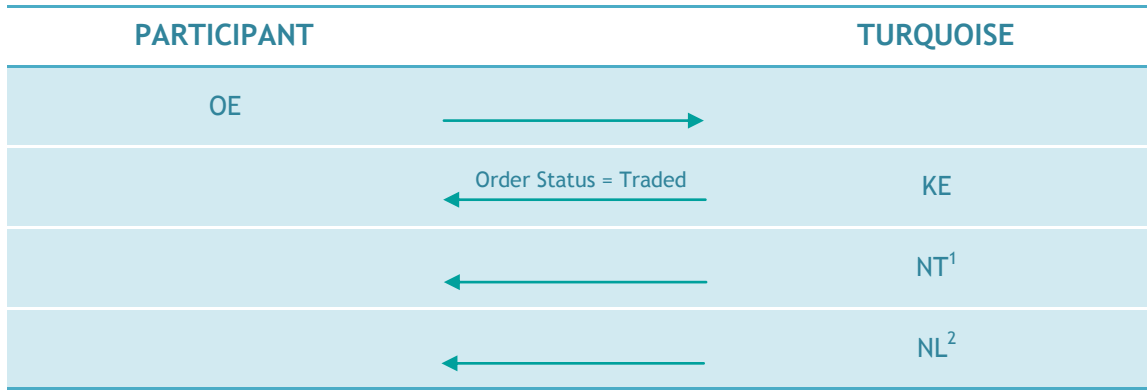 PARTICIPANT TURQUOISE
OE
Order Status = Traded KE
NT¹
NL²